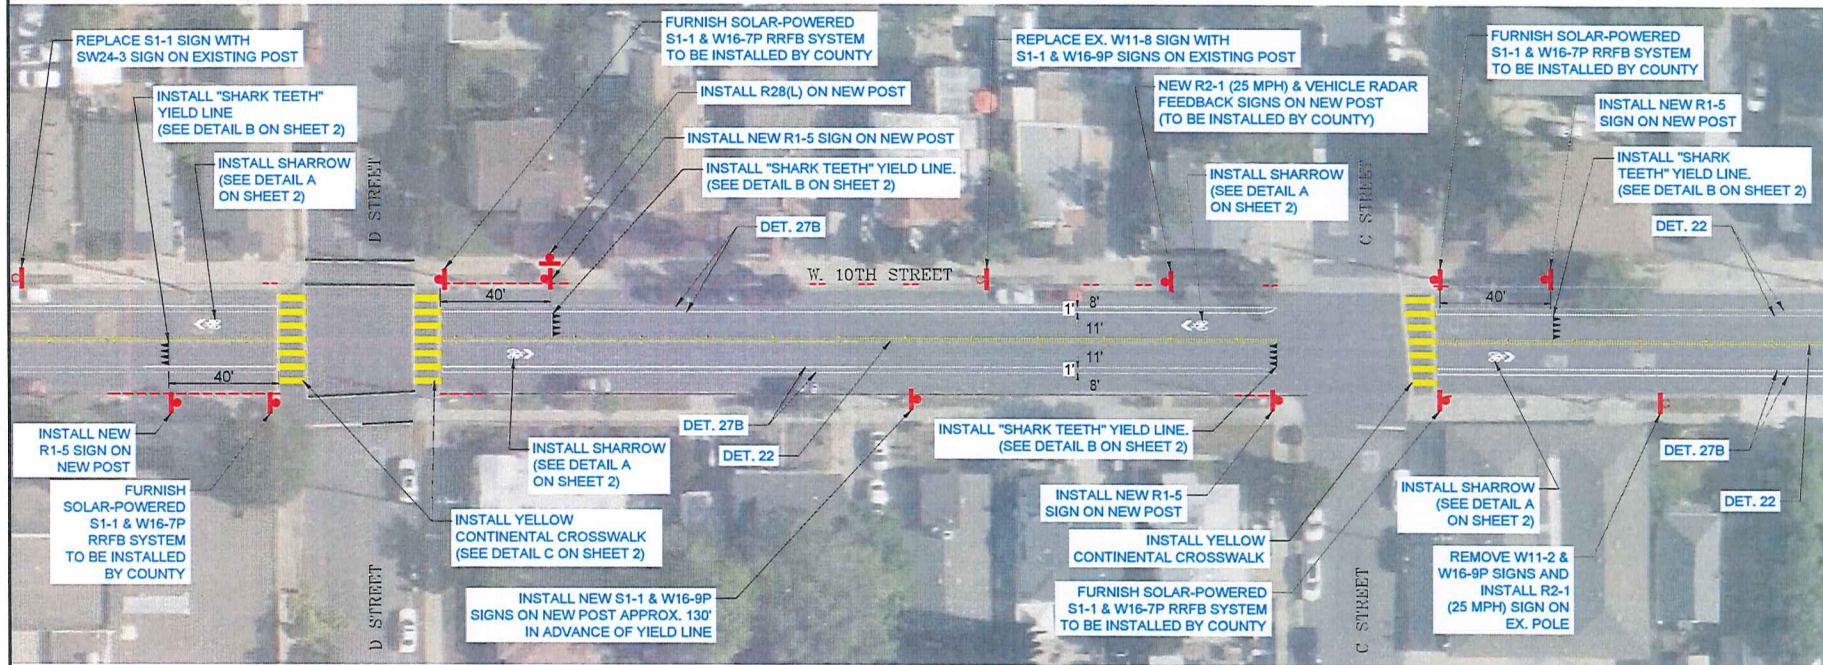 REPLACE S1-1 SIGN WITH
SW24-3 SIGN ON EXISTING POST
FURNISH SOLAR-POWERED
S1-1 & W16-7P RRFB SYSTEM
TO BE INSTALLED BY COUNTY
REPLACE EX. W11-8 SIGN WITH
S1-1 & W16-9P SIGNS ON EXISTING POST
FURNISH SOLAR-POWERED
S1-1 & W16-7P RRFB SYSTEM
TO BE INSTALLED BY COUNTY
INSTALL "SHARK TEETH"
YIELD LINE
(SEE DETAIL B ON SHEET 2)
INSTALL R28(L) ON NEW POST
NEW R2-1 (25 MPH) & VEHICLE RADAR
FEEDBACK SIGNS ON NEW POST
(TO BE INSTALLED BY COUNTY)
INSTALL NEW R1-5
SIGN ON NEW POST
INSTALL NEW R1-5 SIGN ON NEW POST
INSTALL SHARROW
(SEE DETAIL A
ON SHEET 2)
D STREET
INSTALL "SHARK TEETH" YIELD LINE.
(SEE DETAIL B ON SHEET 2)
INSTALL SHARROW
(SEE DETAIL A
ON SHEET 2)
C STREET
INSTALL "SHARK
TEETH" YIELD LINE.
(SEE DETAIL B ON SHEET 2)
DET. 27B
DET. 22
W. 10TH STREET
40'
1'
8'
11'
11'
1'
8'
40'
40'
INSTALL NEW
R1-5 SIGN ON
NEW POST
INSTALL SHARROW
(SEE DETAIL A
ON SHEET 2)
DET. 27B
DET. 22
INSTALL "SHARK TEETH" YIELD LINE.
(SEE DETAIL B ON SHEET 2)
DET. 27B
FURNISH
SOLAR-POWERED
S1-1 & W16-7P
RRFB SYSTEM
TO BE INSTALLED
BY COUNTY
INSTALL YELLOW
CONTINENTAL CROSSWALK
(SEE DETAIL C ON SHEET 2)
INSTALL NEW R1-5
SIGN ON NEW POST
INSTALL SHARROW
(SEE DETAIL A
ON SHEET 2)
DET. 22
INSTALL YELLOW
CONTINENTAL CROSSWALK
REMOVE W11-2 &
W16-9P SIGNS AND
INSTALL R2-1
(25 MPH) SIGN ON
EX. POLE
D STREET
INSTALL NEW S1-1 & W16-9P
SIGNS ON NEW POST APPROX. 130'
IN ADVANCE OF YIELD LINE
FURNISH SOLAR-POWERED
S1-1 & W16-7P RRFB SYSTEM
TO BE INSTALLED BY COUNTY
C STREET